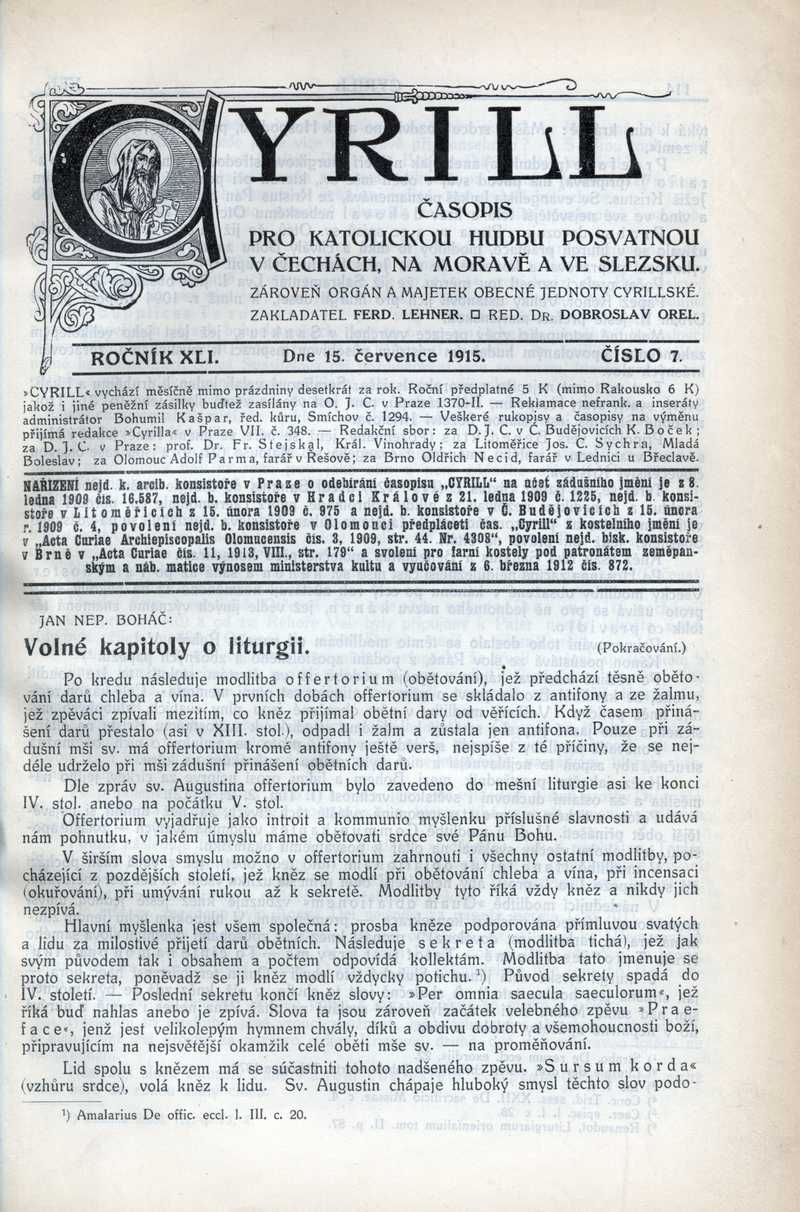 CYRILL
ČASOPIS
PRO KATOLICKOU HUDBU POSVATNOU
V ČECHÁCH, NA MORAVĚ A VE SLEZSKU.
ZÁROVEŇ ORGÁN A MAJETEK OBECNÉ JEDNOTY CYRILLSKÉ.
ZAKLADATEL FERD. LEHNER. □ RED. DR. DOBROSLAV OREL.
ROČNÍK XLI. Dne 15. července 1915. ČÍSLO 7.
»CYRILL« vychází měsíčně mimo prázdniny desetkrát za rok. Roční předplatné 5 K (mimo Rakousko 6 K)
jakož i jiné peněžní zásilky buďtež zasílány na O. J. C. v Praze 1370-II. — Reklamace nefrank. a inseráty
administrátor Bohumil Kašpar, řed. kůru, Smíchov č. 1294. — Veškeré rukopisy a časopisy na výměnu
přijímá redakce »Cyrilla« v Praze VII. č. 348. — Redakční sbor: za D. J. C. v Č. Budějovicích K. Boček;
za D. J. C. v Praze: prof. Dr. Fr. Stejskal, Král. Vinohrady; za Litoměřice Jos. C. Sychra, Mladá
Boleslav; za Olomouc Adolf Parma, farář v Řešově; za Brno Oldřich Necid, farář v Lednici u Břeclavě.
NAŘÍZENÍ nejd. k. arcib. konsistoře v Praze o odebírání časopisu „CYRILL“ na účet zádušního jmění je z 8.
ledna 1909 čís. 16.587, nejd. b. konsistoře v Hradci Králové z 21. ledna 1909 č. 1225, nejd. b. konsi-
stoře v Litoměřicích z 15. února 1909 č. 975 a nejd. b. konsistoře v Č. Budějovicích z 15. února
r. 1909 č. 4, povolení nejd. b. konsistoře v Olomouci předpláceti čas. „Cyrill“ z kostelního jmění je
v „Acta Curiae Archiepiscopalis Olomucensis čís. 3, 1909, str. 44. Nr. 4308“, povolení nejd. bisk. konsistoře
v Brně v „Acta Curiae čís. 11, 1913, VIII., str. 179“ a svolení pro farní kostely pod patronátem zeměpan-
ským a náb. matice výnosem ministerstva kultu a vyučování z 6. března 1912 čís. 872.
JAN NEP. BOHÁČ:
Volné kapitoly o liturgii. (Pokračování.)
Po kredu následuje modlitba offertorium (obětování), jež předchází těsně oběto-
vání darů chleba a vína. V prvních dobách offertorium se skládalo z antifony a ze žalmu,
jež zpěváci zpívali mezitím, co kněz přijímal obětní dary od věřících. Když časem přiná-
šení darů přestalo (asi v XIII. stol.), odpadl i žalm a zůstala jen antifona. Pouze při zá-
dušní mši sv. má offertorium kromě antifony ještě verš, nejspíše z té příčiny, že se nej-
déle udrželo při mši zádušní přinášení obětních darů.
Dle zpráv sv. Augustina offertorium bylo zavedeno do mešní liturgie asi ke konci
IV. stol. anebo na počátku V. stol.
Offertorium vyjadřuje jako introit a kommunio myšlenku příslušné slavnosti a udává
nám pohnutku, v jakém úmyslu máme obětovati srdce své Pánu Bohu.
V širším slova smyslu možno v offertorium zahrnouti i všechny ostatní modlitby, po-
cházející z pozdějších století, jež kněz se modlí při obětování chleba a vína, při incensaci
(okuřování), při umývání rukou až k sekretě. Modlitby tyto říká vždy kněz a nikdy jich
nezpívá.
Hlavní myšlenka jest všem společná: prosba kněze podporována přímluvou svatých
a lidu za milostivé přijetí darů obětních. Následuje sekreta (modlitba tichá), jež jak
svým původem tak i obsahem a počtem odpovídá kollektám. Modlitba tato jmenuje se
proto sekreta, poněvadž se ji kněz modlí vždycky potichu.¹) Původ sekrety spadá do
IV. století. — Poslední sekretu končí kněz slovy: »Per omnia saecula saeculorum«, jež
říká buď nahlas anebo je zpívá. Slova ta jsou zároveň začátek velebného zpěvu »Prae-
face«, jenž jest velikolepým hymnem chvály, díků a obdivu dobroty a všemohoucnosti boží,
připravujícím na nejsvětější okamžik celé oběti mše sv. — na proměňování.
Lid spolu s knězem má se súčastniti tohoto nadšeného zpěvu. »Sursum korda«
(vzhůru srdce), volá kněz k lidu. Sv. Augustin chápaje hluboký smysl těchto slov podo-
¹) Amalarius De offic. eccl. l. III. c. 20.